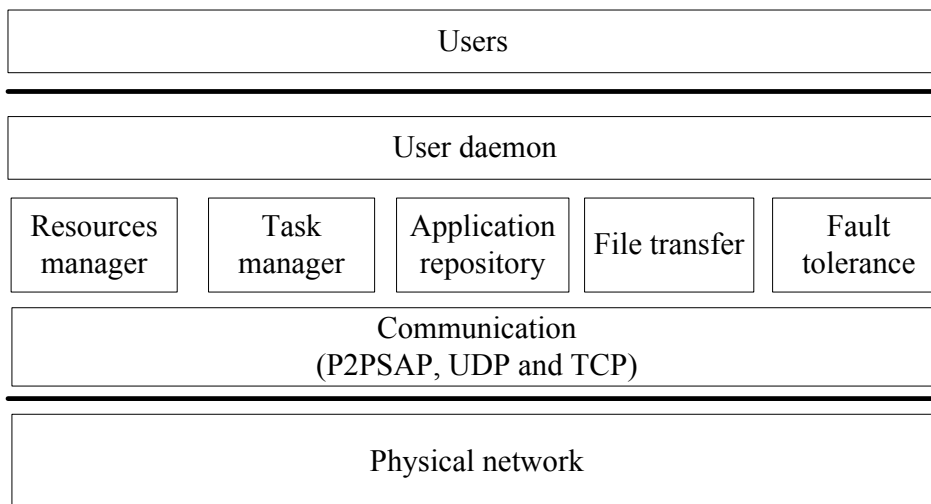 Users
User daemon
Resources
manager
Task
manager
Application
repository
File transfer
Fault
tolerance
Communication
(P2PSAP, UDP and TCP)
Physical network